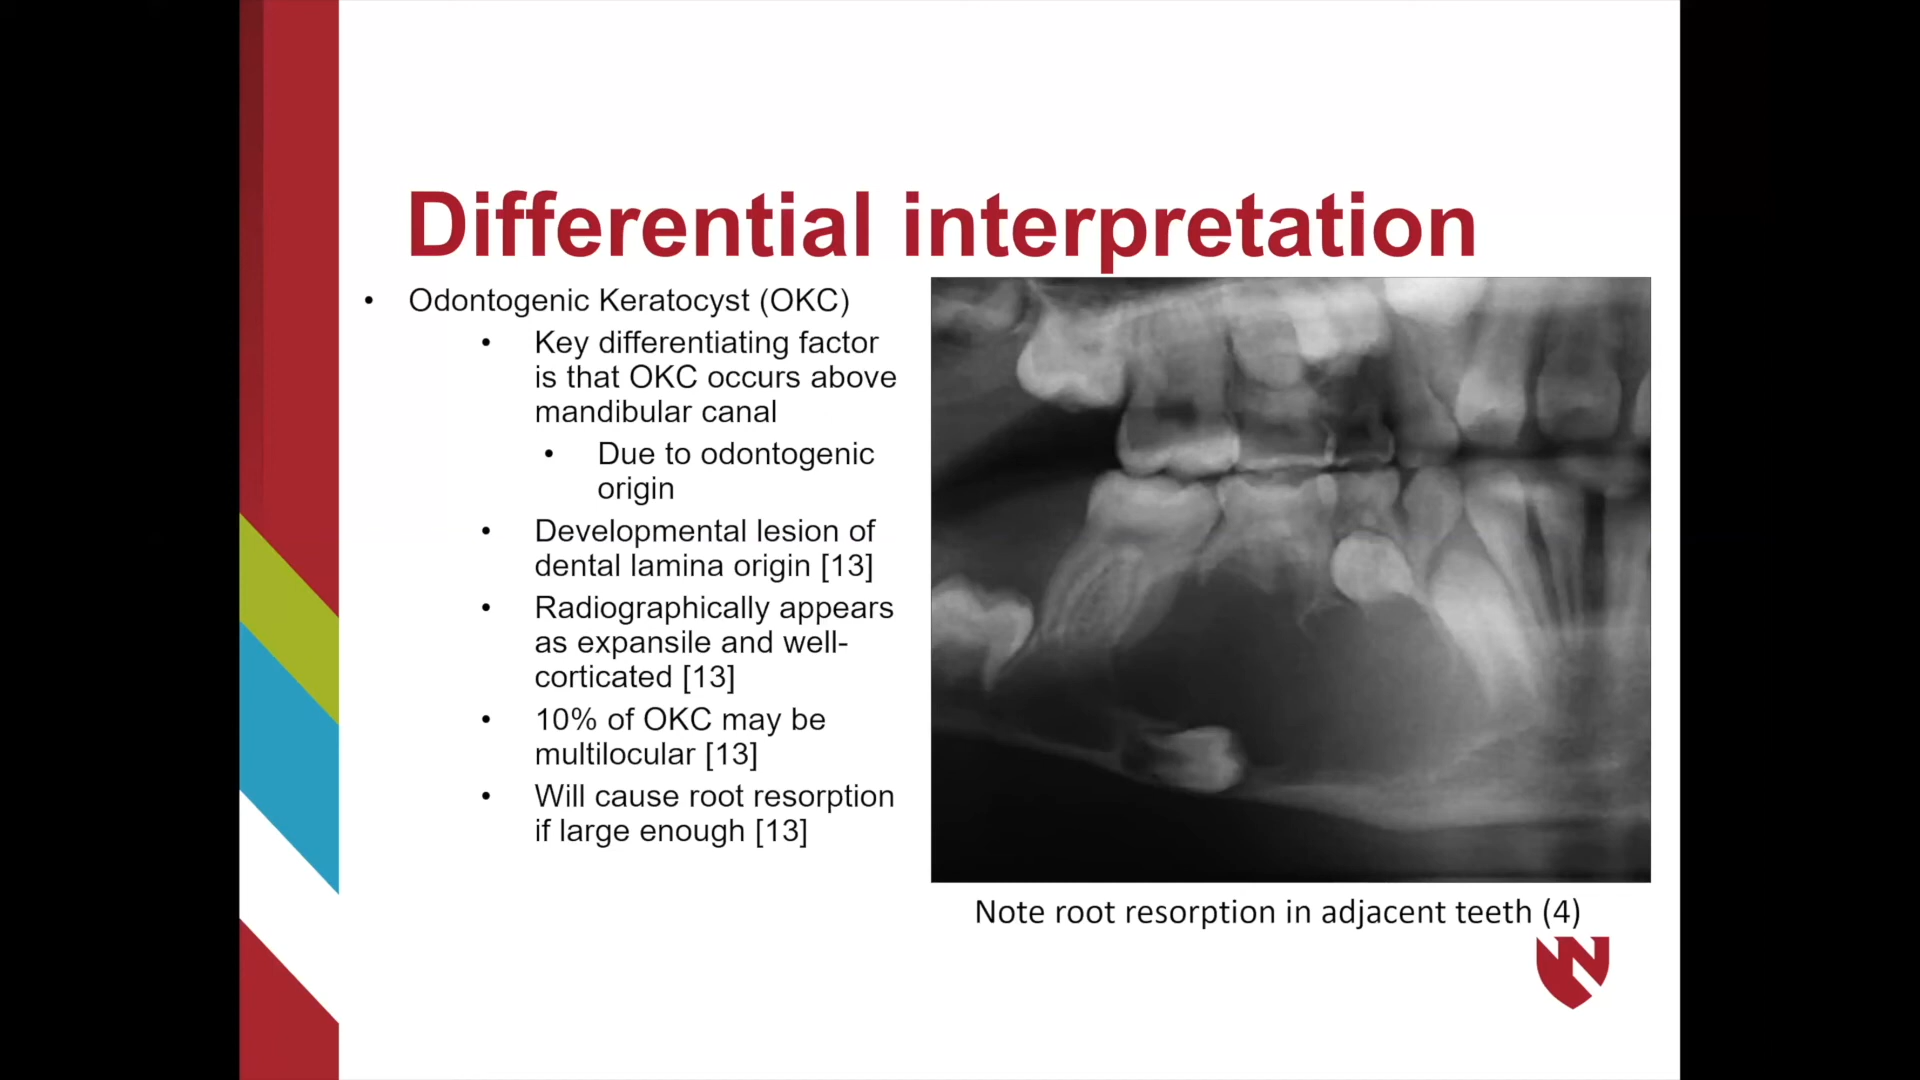 Differential interpretation
• Odontogenic Keratocyst (OKC)
• Key differentiating factor
is that OKC occurs above
mandibular canal
• Due to odontogenic
origin
• Developmental lesion of
dental lamina origin [13]
• Radiographically appears
as expansile and well-
corticated [13]
• 10% of OKC may be
multilocular [13]
• Will cause root resorption
if large enough [13]
Note root resorption in adjacent teeth (4)
N